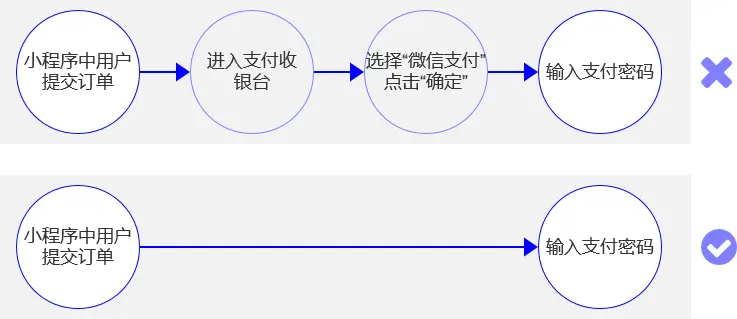 小程序中用户
提交订单
进入支付收
银台
选择“微信支付”
点击“确定”
输入支付密码
小程序中用户
提交订单
输入支付密码